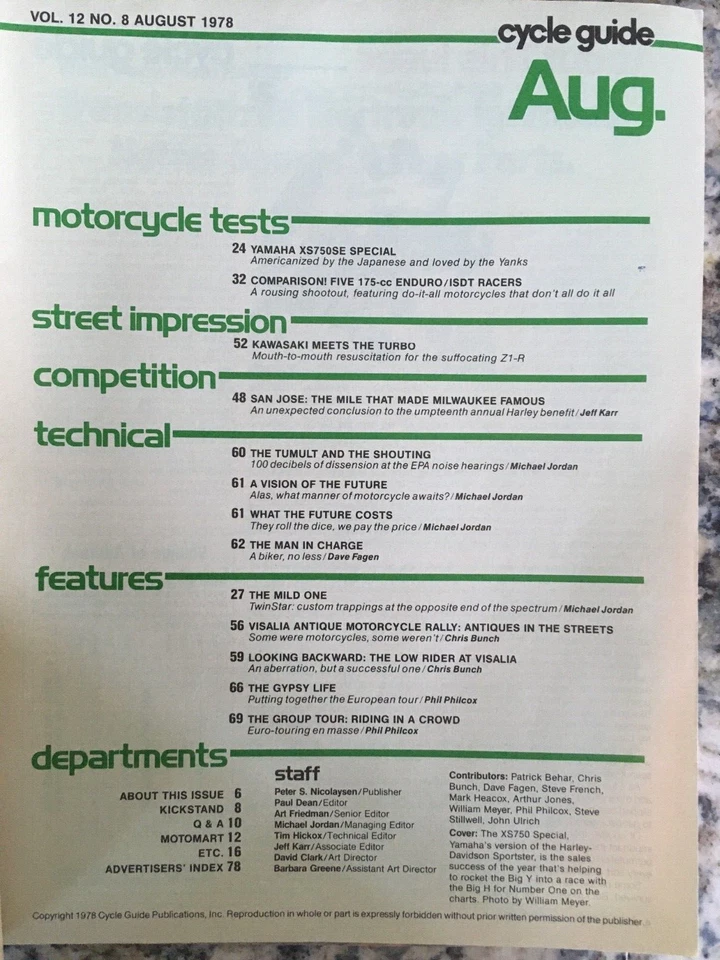 VOL. 12 NO. 8 AUGUST 1978
cycle guide
Aug.
motorcycle tests
24 YAMAHA XS750SE SPECIAL
Americanized by the Japanese and loved by the Yanks
32 COMPARISON! FIVE 175-cc ENDURO/ISDT RACERS
A rousing shootout, featuring do-it-all motorcycles that don't all do it all
street impression
52 KAWASAKI MEETS THE TURBO
Mouth-to-mouth resuscitation for the suffocating Z1-R
competition
48 SAN JOSE: THE MILE THAT MADE MILWAUKEE FAMOUS
An unexpected conclusion to the umpteenth annual Harley benefit/Jeff Karr
technical
60 THE TUMULT AND THE SHOUTING
100 decibels of dissension at the EPA noise hearings/Michael Jordan
61 A VISION OF THE FUTURE
Alas, what manner of motorcycle awaits?/Michael Jordan
61 WHAT THE FUTURE COSTS
They roll the dice, we pay the price/Michael Jordan
62 THE MAN IN CHARGE
A biker, no less/Dave Fagen
features
27 THE MILD ONE
TwinStar: custom trappings at the opposite end of the spectrum/Michael Jordan
56 VISALIA ANTIQUE MOTORCYCLE RALLY: ANTIQUES IN THE STREETS
Some were motorcycles, some weren't/Chris Bunch
59 LOOKING BACKWARD: THE LOW RIDER AT VISALIA
An aberration, but a successful one/Chris Bunch
66 THE GYPSY LIFE
Putting together the European tour/Phil Philcox
69 THE GROUP TOUR: RIDING IN A CROWD
Euro-touring en masse/Phil Philcox
departments
ABOUT THIS ISSUE 6
KICKSTAND 8
Q & A 10
MOTOMART 12
ETC. 16
ADVERTISERS' INDEX 78
staff
Peter S. Nicolaysen/Publisher
Paul Dean/Editor
Art Friedman/Senior Editor
Michael Jordan/Managing Editor
Tim Hickox/Technical Editor
Jeff Karr/Associate Editor
David Clark/Art Director
Barbara Greene/Assistant Art Director
Contributors: Patrick Behar, Chris
Bunch, Dave Fagen, Steve French,
Mark Heacox, Arthur Jones,
William Meyer, Phil Philcox, Steve
Stillwell, John Ulrich
Cover: The XS750 Special,
Yamaha's version of the Harley-
Davidson Sportster, is the sales
success of the year that's helping
to rocket the Big Y into a race with
the Big H for Number One on the
charts. Photo by William Meyer.
Copyright 1978 Cycle Guide Publications, Inc. Reproduction in whole or part is expressly forbidden without prior written permission of the publisher.